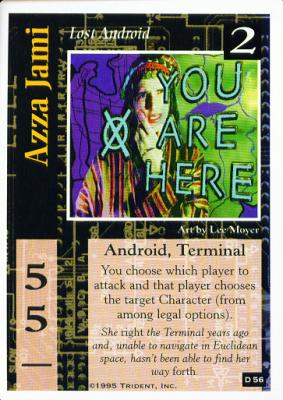 Azza Jami
Lost Android
2
YOU
X ARE
HERE
Art by Lee Moyer
5
5
Android, Terminal
You choose which player to
attack and that player chooses
the target Character (from
among legal options).
She right the Terminal years ago
and, unable to navigate in Euclidean
space, hasn't been able to find her
way forth.
©1995 TRIDENT, INC.
D 56